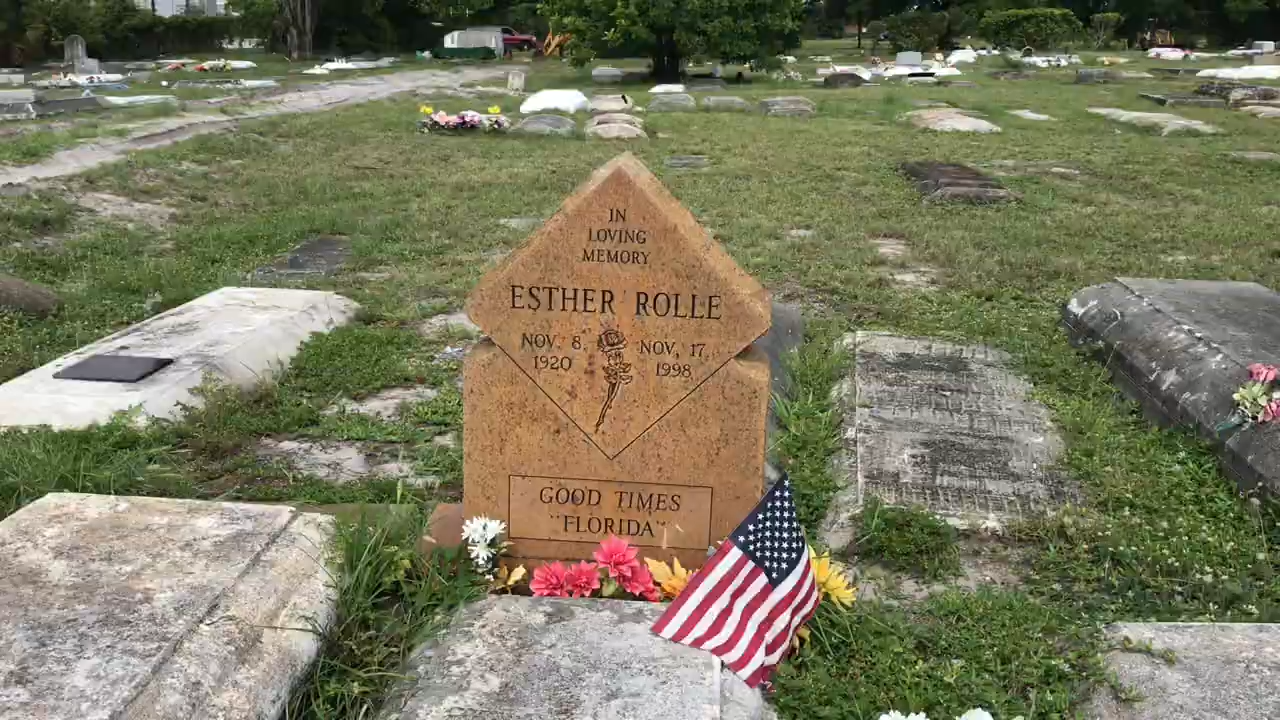 IN
LOVING
MEMORY
ESTHER ROLLE
NOV. 8, NOV. 17,
1920 1998
GOOD TIMES
"FLORIDA"